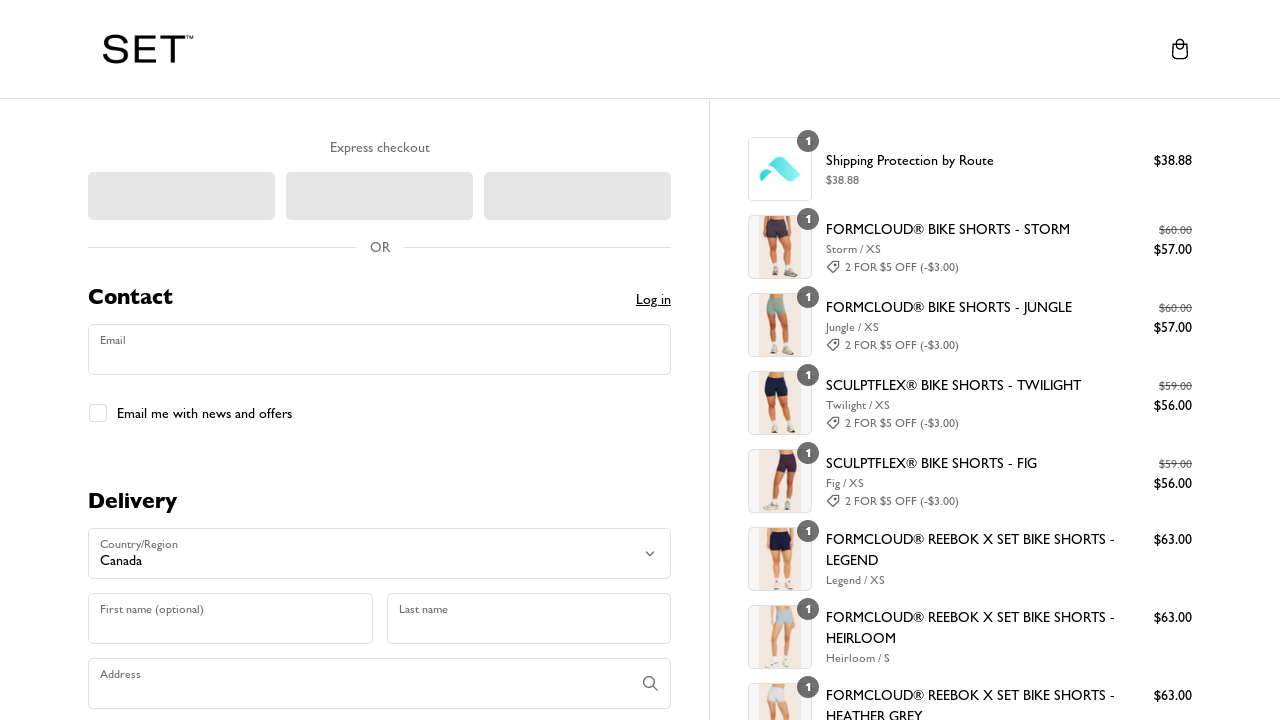 SET™
Express checkout
OR
Contact
Log in
Email
Email me with news and offers
Delivery
Country/Region
Canada
First name (optional)
Last name
Address
1
Shipping Protection by Route
$38.88
$38.88
1
FORMCLOUD® BIKE SHORTS - STORM
Storm / XS
2 FOR $5 OFF (-$3.00)
$60.00
$57.00
1
FORMCLOUD® BIKE SHORTS - JUNGLE
Jungle / XS
2 FOR $5 OFF (-$3.00)
$60.00
$57.00
1
SCULPTFLEX® BIKE SHORTS - TWILIGHT
Twilight / XS
2 FOR $5 OFF (-$3.00)
$59.00
$56.00
1
SCULPTFLEX® BIKE SHORTS - FIG
Fig / XS
2 FOR $5 OFF (-$3.00)
$59.00
$56.00
1
FORMCLOUD® REEBOK X SET BIKE SHORTS -
LEGEND
Legend / XS
$63.00
1
FORMCLOUD® REEBOK X SET BIKE SHORTS -
HEIRLOOM
Heirloom / S
$63.00
1
FORMCLOUD® REEBOK X SET BIKE SHORTS -
HEATHER GREY
$63.00